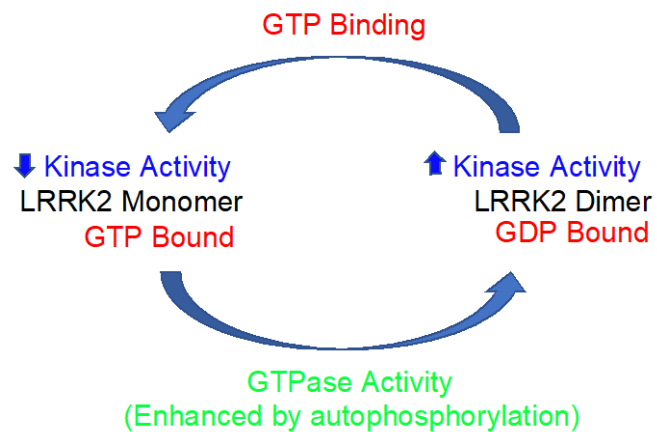 GTP Binding
Kinase Activity
LRRK2 Monomer
GTP Bound
Kinase Activity
LRRK2 Dimer
GDP Bound
GTPase Activity
(Enhanced by autophosphorylation)